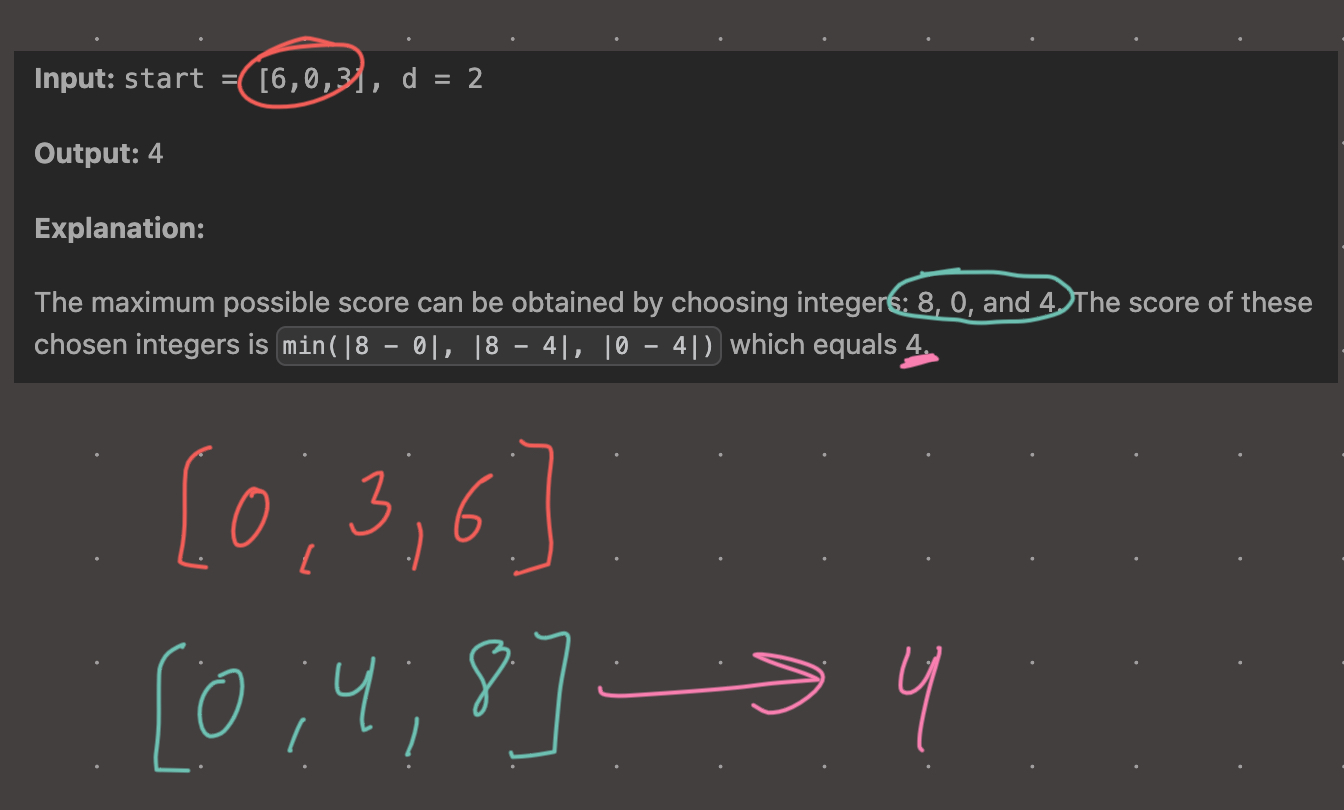 Input: start = [6,0,3], d = 2
Output: 4
Explanation:
The maximum possible score can be obtained by choosing integers: 8, 0, and 4. The score of these
chosen integers is min(|8 - 0|, |8 - 4|, |0 - 4|) which equals 4.
[0, 3, 6]
[0, 4, 8] → 4